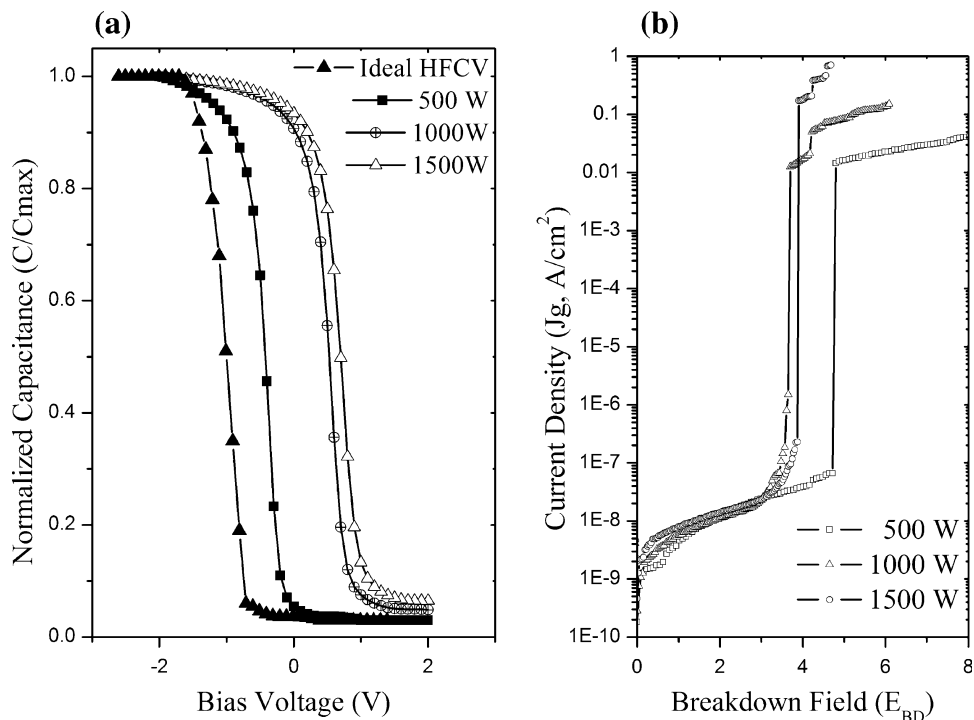 (a)
Ideal HFCV
500 W
1000W
1500W
1.0
0.8
0.6
0.4
0.2
0.0
-2
0
2
Normalized Capacitance (C/Cmax)
Bias Voltage (V)
(b)
1
0.1
0.01
1E-3
1E-4
1E-5
1E-6
1E-7
1E-8
1E-9
1E-10
0
2
4
6
8
Current Density (Jg, A/cm²)
500 W
1000 W
1500 W
Breakdown Field (E_BD)